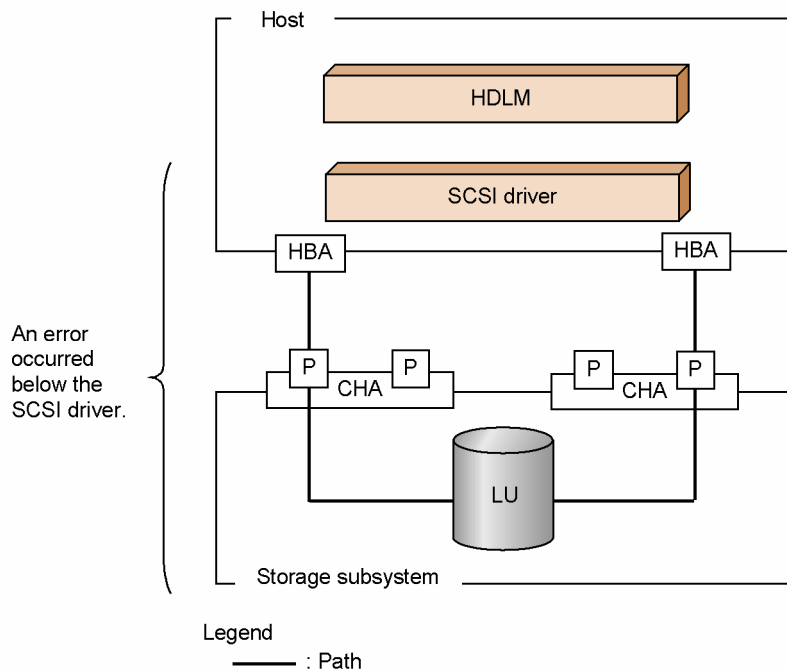 Host
HDLM
SCSI driver
HBA
HBA
An error
occurred
below the
SCSI driver.
P
P
CHA
P
P
CHA
LU
Storage subsystem
Legend
: Path